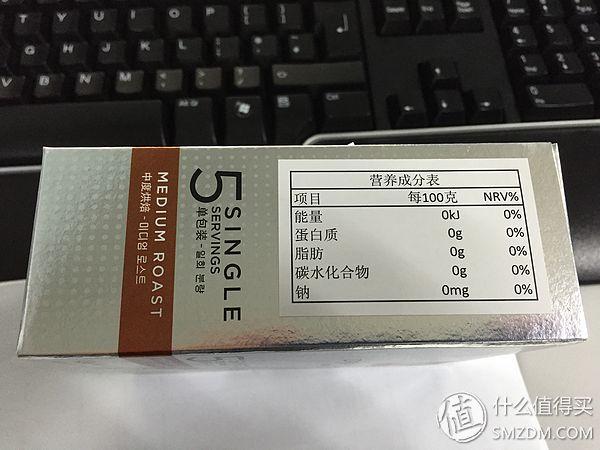 T Y U I O P
MEDIUM ROAST
中度烘焙 - 미디엄 로스트
5 SINGLE
SERVINGS
单包装 - 일회 분량
营养成分表
项目 每100克 NRV%
能量 0kJ 0%
蛋白质 0g 0%
脂肪 0g 0%
碳水化合物 0g 0%
钠 0mg 0%
值 什么值得买
SMZDM.COM